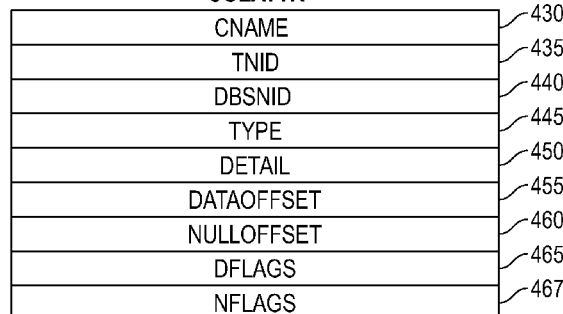 CNAME 430
TNID 435
DBSNID 440
TYPE 445
DETAIL 450
DATAOFFSET 455
NULLOFFSET 460
DFLAGS 465
NFLAGS 467